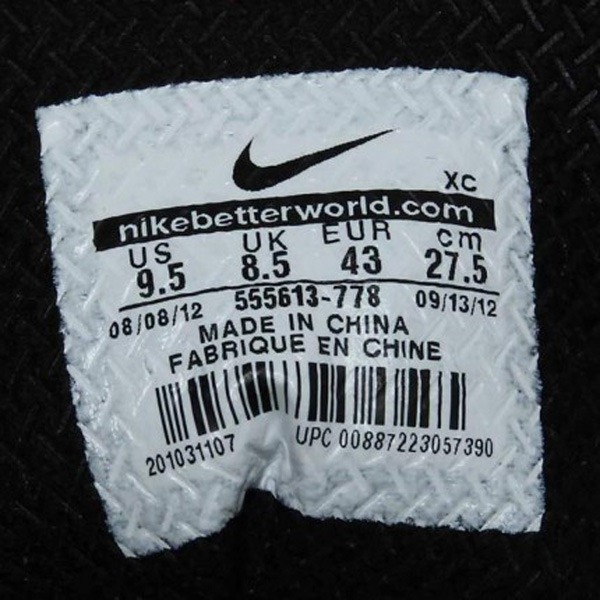 XC
nikebetterworld.com
US UK EUR cm
9.5 8.5 43 27.5
08/08/12 555613-778 09/13/12
MADE IN CHINA
FABRIQUE EN CHINE
201031107 UPC 00887223057390